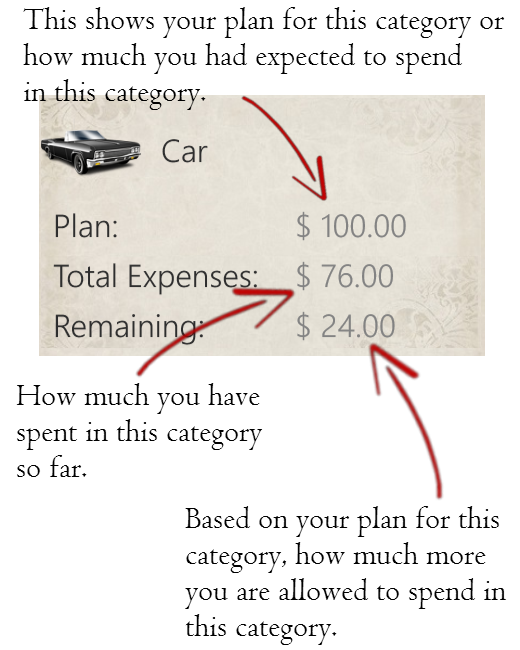 This shows your plan for this category or
how much you had expected to spend
in this category.
Car
Plan: $ 100.00
Total Expenses: $ 76.00
Remaining: $ 24.00
How much you have
spent in this category
so far.
Based on your plan for this
category, how much more
you are allowed to spend in
this category.